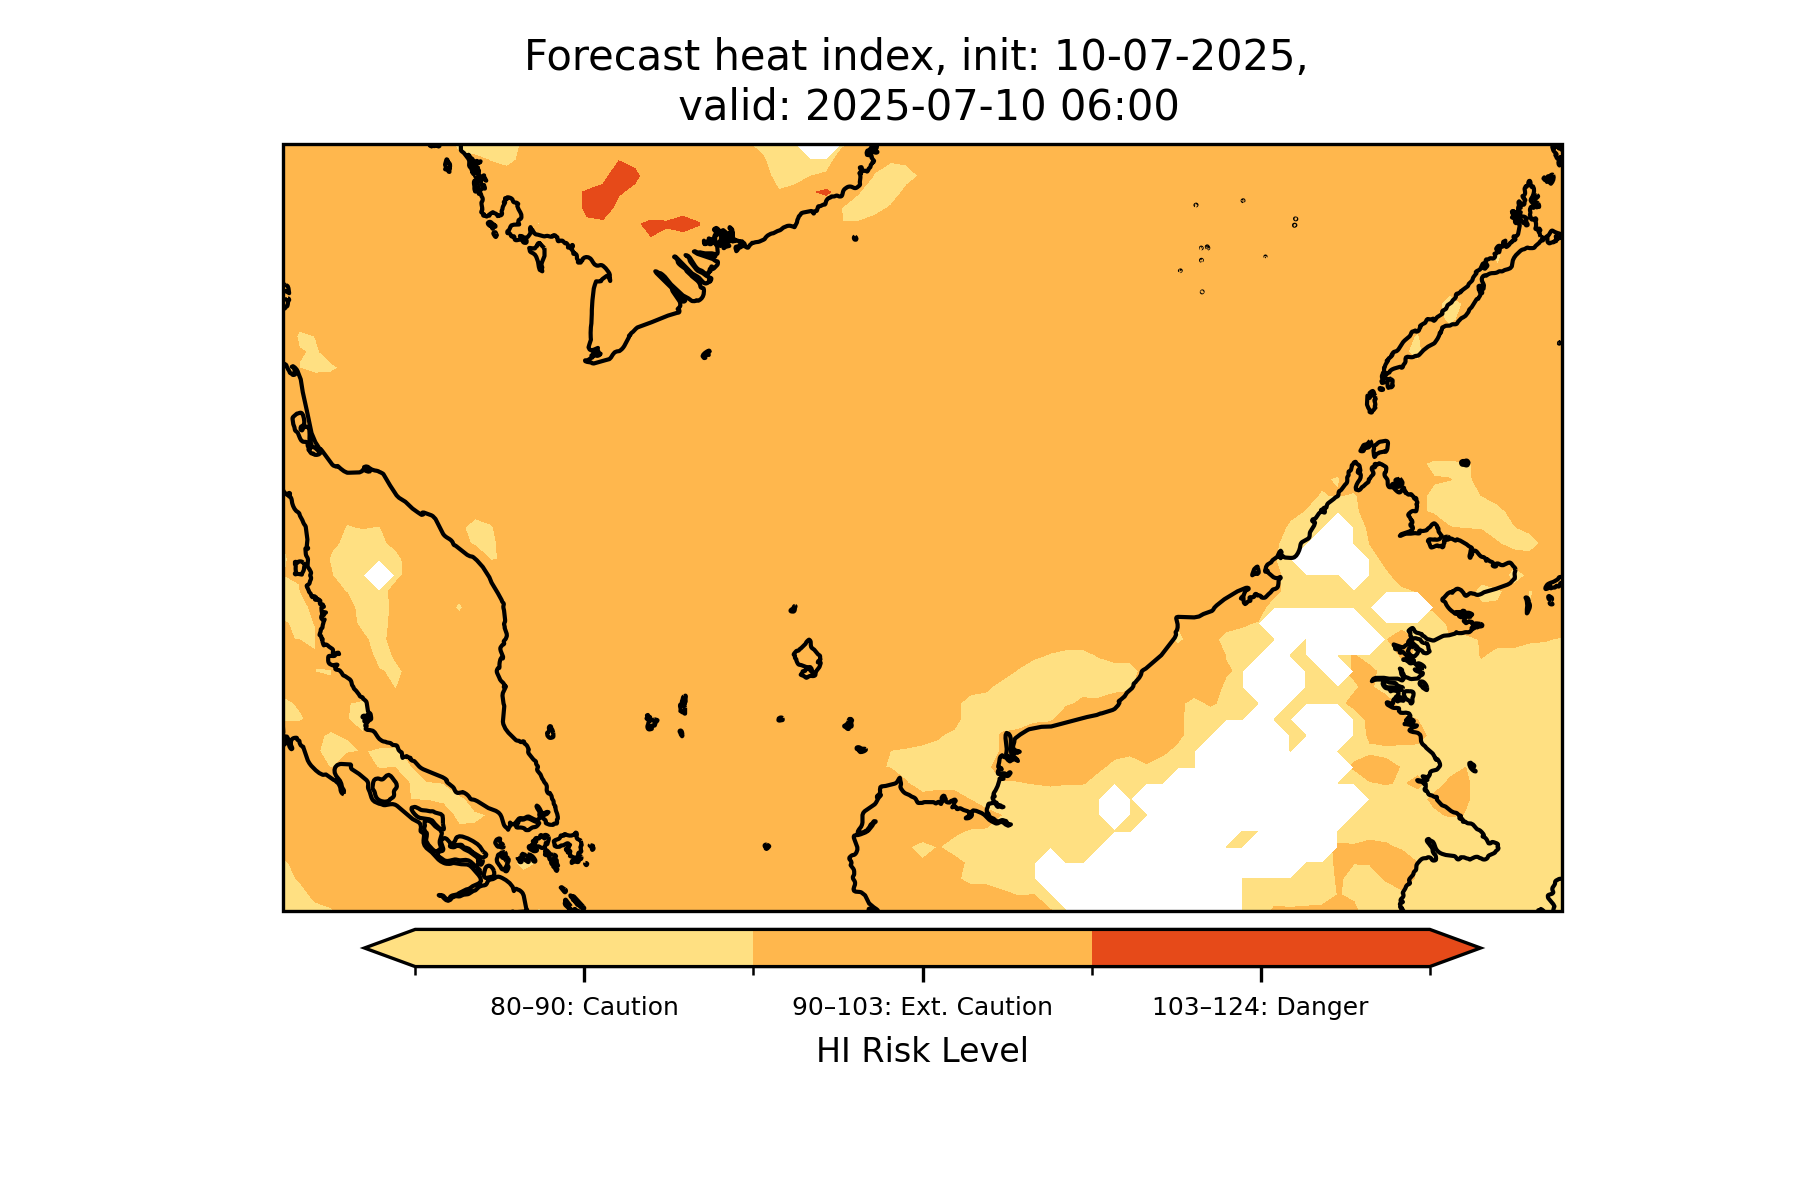 Forecast heat index, init: 10-07-2025,
valid: 2025-07-10 06:00
80–90: Caution
90–103: Ext. Caution
103–124: Danger
HI Risk Level